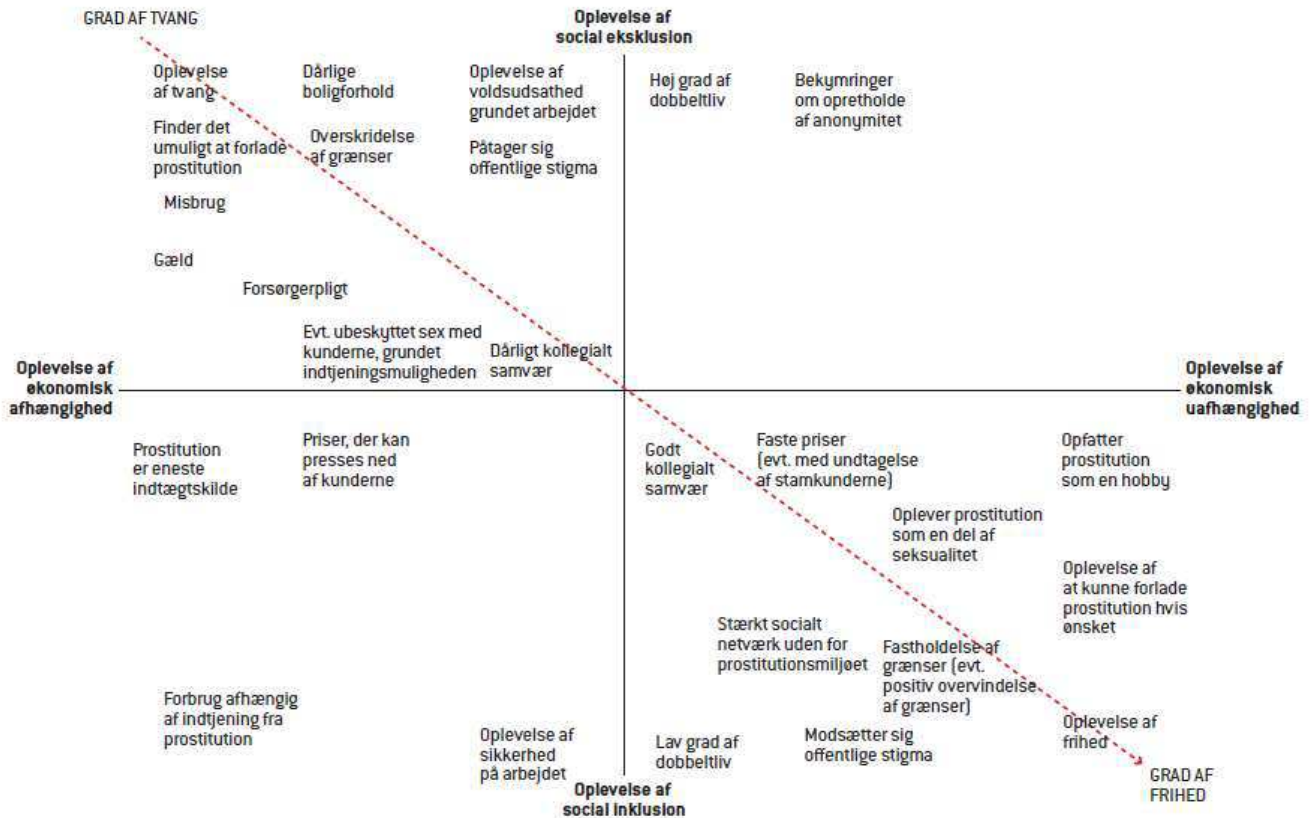 GRAD AF TVANG
Oplevelse af
social eksklusion
Oplevelse
af tvang
Dårlige
boligforhold
Oplevelse af
voldsudsathed
grundet arbejdet
Høj grad af
dobbeltliv
Bekymringer
om opretholde
af anonymitet
Finder det
umuligt at forlade
prostitution
Overskridelse
af grænser
Påtager sig
offentlige stigma
Misbrug
Gæld
Forsørgerpligt
Evt. ubeskyttet sex med
kunderne, grundet
indtjeningsmuligheden
Dårligt kollegialt
samvær
Oplevelse af
økonomisk
afhængighed
Oplevelse af
økonomisk
uafhængighed
Prostitution
er eneste
indtægtskilde
Priser, der kan
presses ned
af kunderne
Godt
kollegialt
samvær
Faste priser
(evt. med undtagelse
af stamkunderne)
Opfatter
prostitution
som en hobby
Oplever prostitution
som en del af
seksualitet
Oplevelse af
at kunne forlade
prostitution hvis
ønsket
Stærkt socialt
netværk uden for
prostitutionsmiljøet
Fastholdelse af
grænser (evt.
positiv overvindelse
af grænser)
Forbrug afhængig
af indtjening fra
prostitution
Oplevelse af
sikkerhed
på arbejdet
Lav grad af
dobbeltliv
Modsætter sig
offentlige stigma
Oplevelse af
frihed
Oplevelse af
social inklusion
GRAD AF
FRIHED